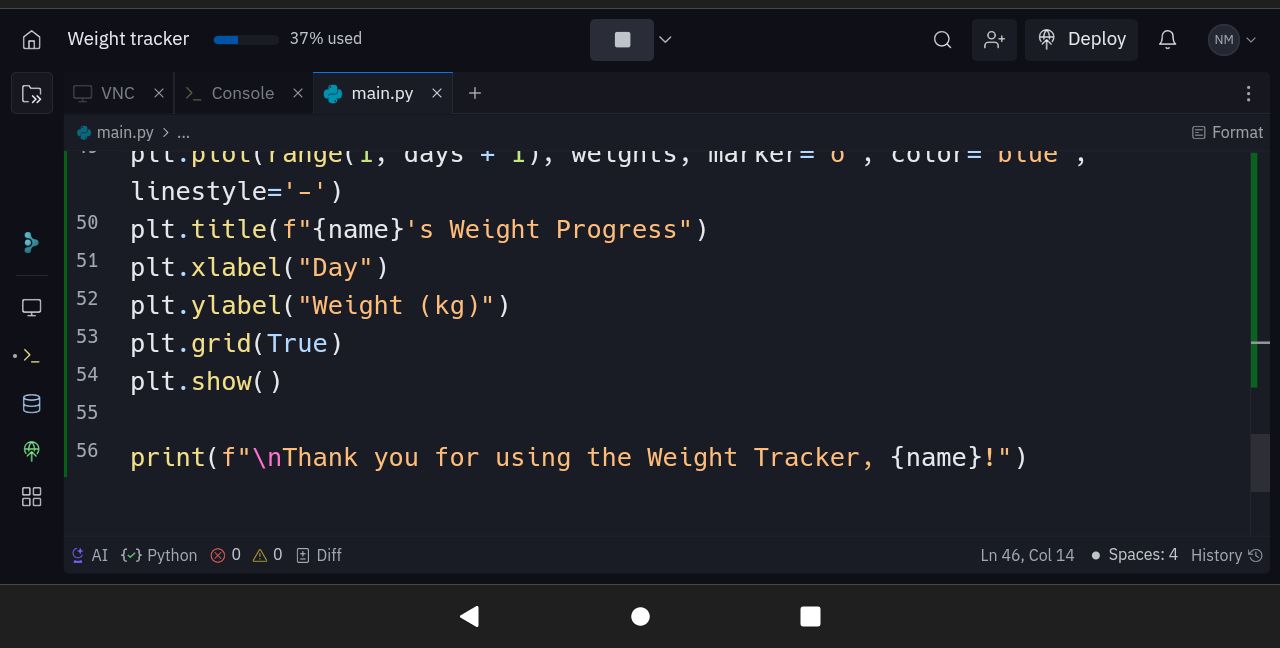 Weight tracker 37% used Deploy NM
VNC Console main.py
main.py > ... Format
49 plt.plot(range(1, days + 1), weights, marker='o', color='blue',
linestyle='-')
50 plt.title(f"{name}'s Weight Progress")
51 plt.xlabel("Day")
52 plt.ylabel("Weight (kg)")
53 plt.grid(True)
54 plt.show()
55
56 print(f"\nThank you for using the Weight Tracker, {name}!")
AI Python 0 0 Diff Ln 46, Col 14 Spaces: 4 History